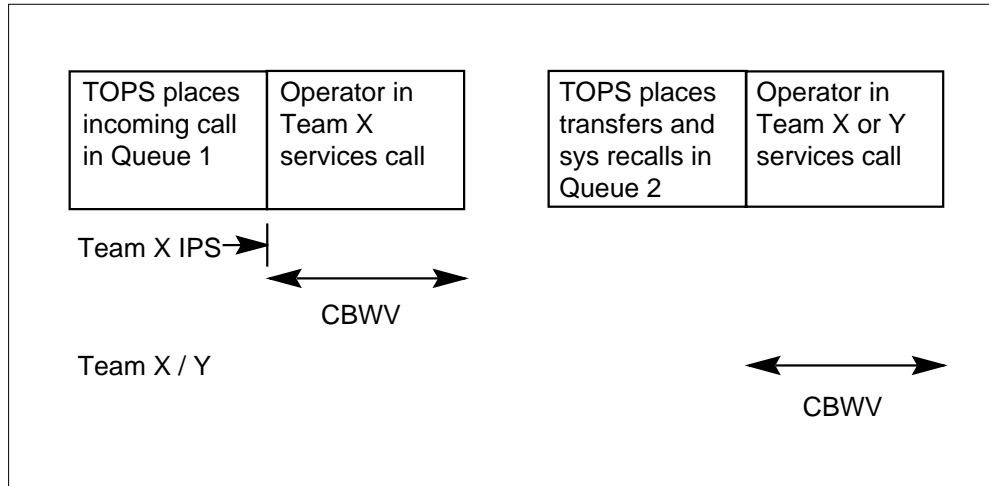 TOPS places
incoming call
in Queue 1
Operator in
Team X
services call
TOPS places
transfers and
sys recalls in
Queue 2
Operator in
Team X or Y
services call
Team X IPS
CBWV
Team X / Y
CBWV